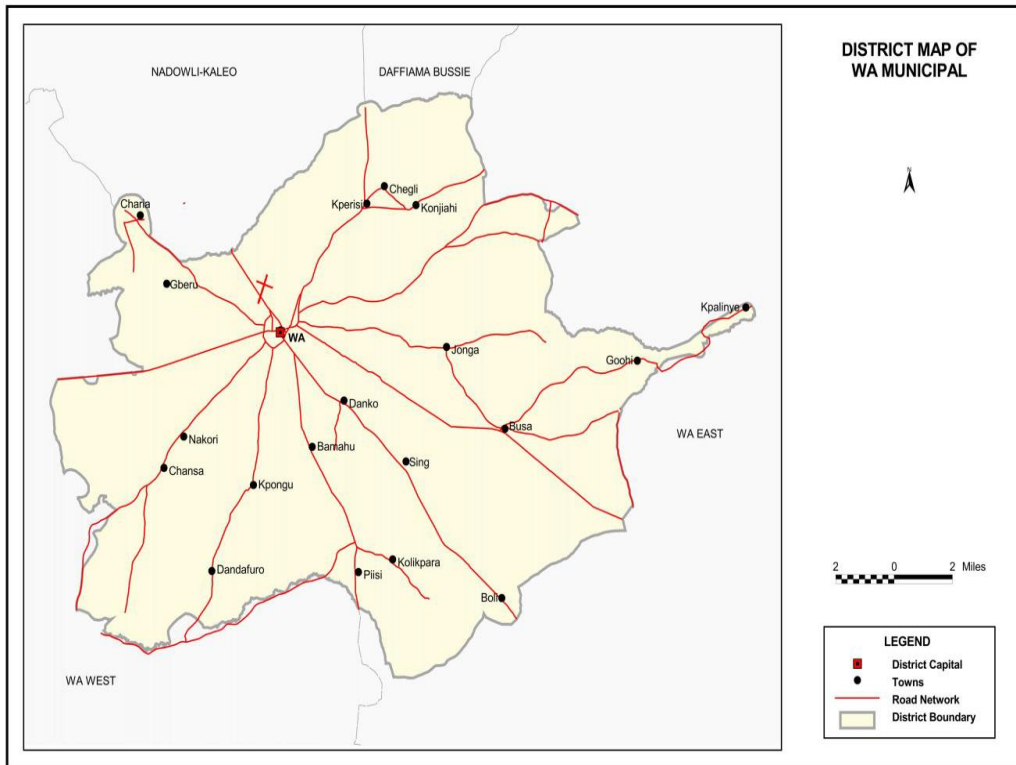 DISTRICT MAP OF
WA MUNICIPAL
NADOWLI-KALEO
DAFFIAMA BUSSIE
Chegli
Kperisi
Konjiahi
Charia
Gberu
Kpalinye
WA
Jonga
Goohi
Danko
Busa
WA EAST
Nakori
Bamahu
Sing
Chansa
Kpongu
Kolikpara
Dandafuro
Piisi
Boli
WA WEST
2 0 2 Miles
LEGEND
District Capital
Towns
Road Network
District Boundary